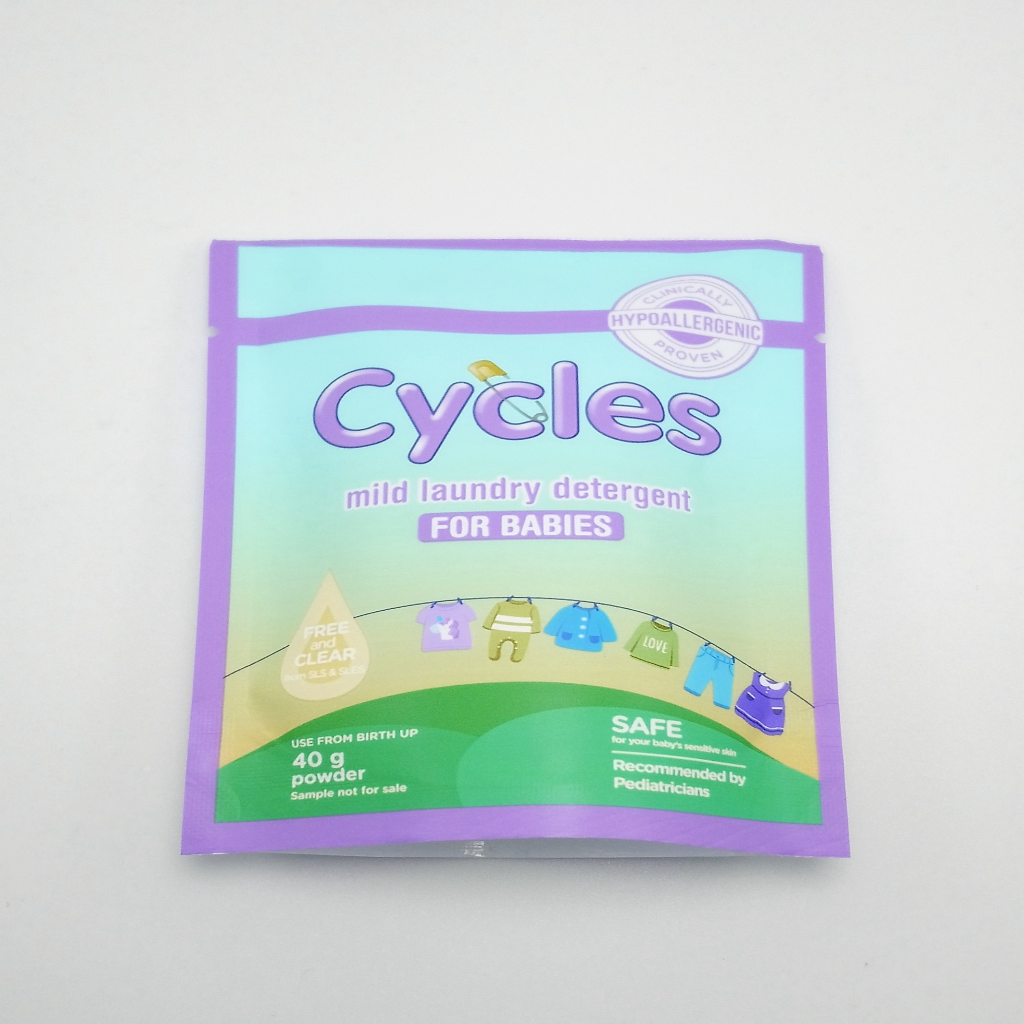 CLINICALLY
HYPOALLERGENIC
PROVEN
Cycles
mild laundry detergent
FOR BABIES
FREE
and
CLEAR
from SLS & SLES
LOVE
USE FROM BIRTH UP
40 g
powder
Sample not for sale
SAFE
for your baby's sensitive skin
Recommended by
Pediatricians